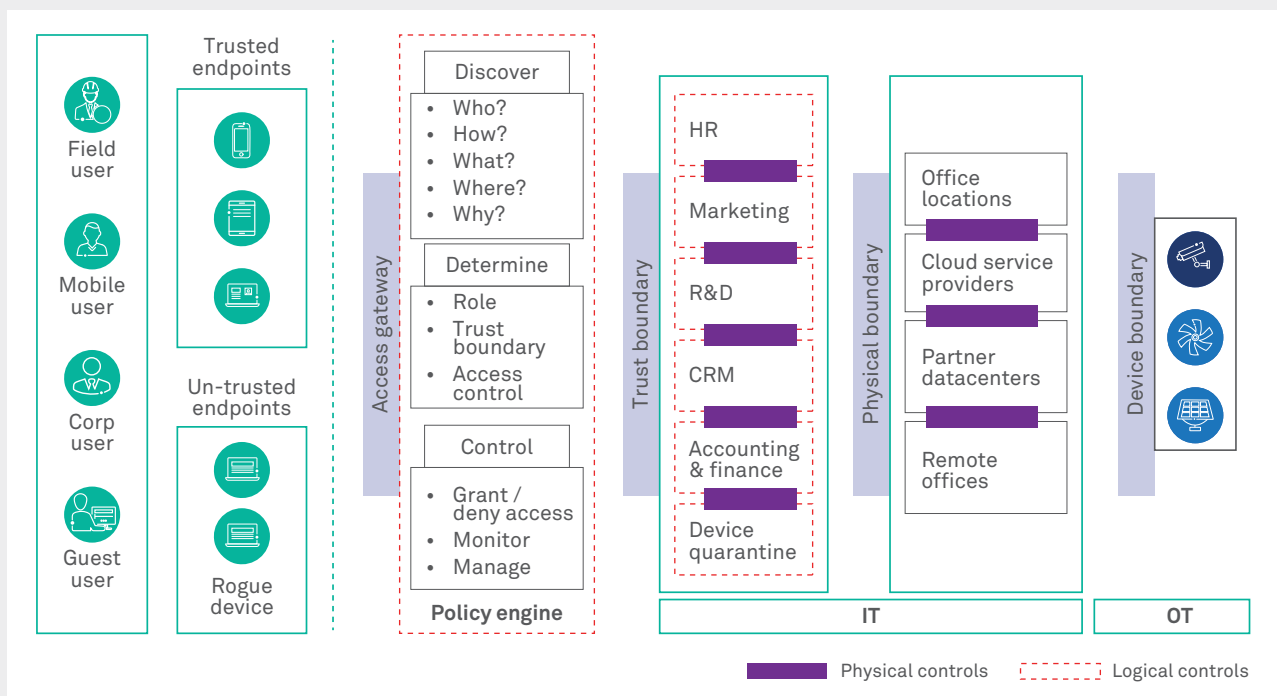 Field
user
Mobile
user
Corp
user
Guest
user
Trusted
endpoints
Un-trusted
endpoints
Rogue
device
Access gateway
Discover
• Who?
• How?
• What?
• Where?
• Why?
Determine
• Role
• Trust
boundary
• Access
control
Control
• Grant /
deny access
• Monitor
• Manage
Policy engine
Trust boundary
HR
Marketing
R&D
CRM
Accounting
& finance
Device
quarantine
Physical boundary
Office
locations
Cloud service
providers
Partner
datacenters
Remote
offices
IT
Device boundary
OT
Physical controls
Logical controls